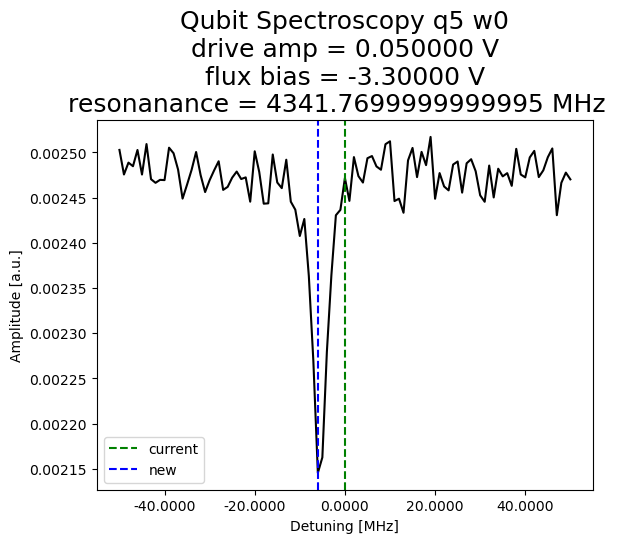 Qubit Spectroscopy q5 w0
drive amp = 0.050000 V
flux bias = -3.30000 V
resonanance = 4341.7699999999995 MHz
0.00250
0.00245
0.00240
0.00235
0.00230
0.00225
0.00220
0.00215
Amplitude [a.u.]
current
new
-40.0000
-20.0000
0.0000
20.0000
40.0000
Detuning [MHz]